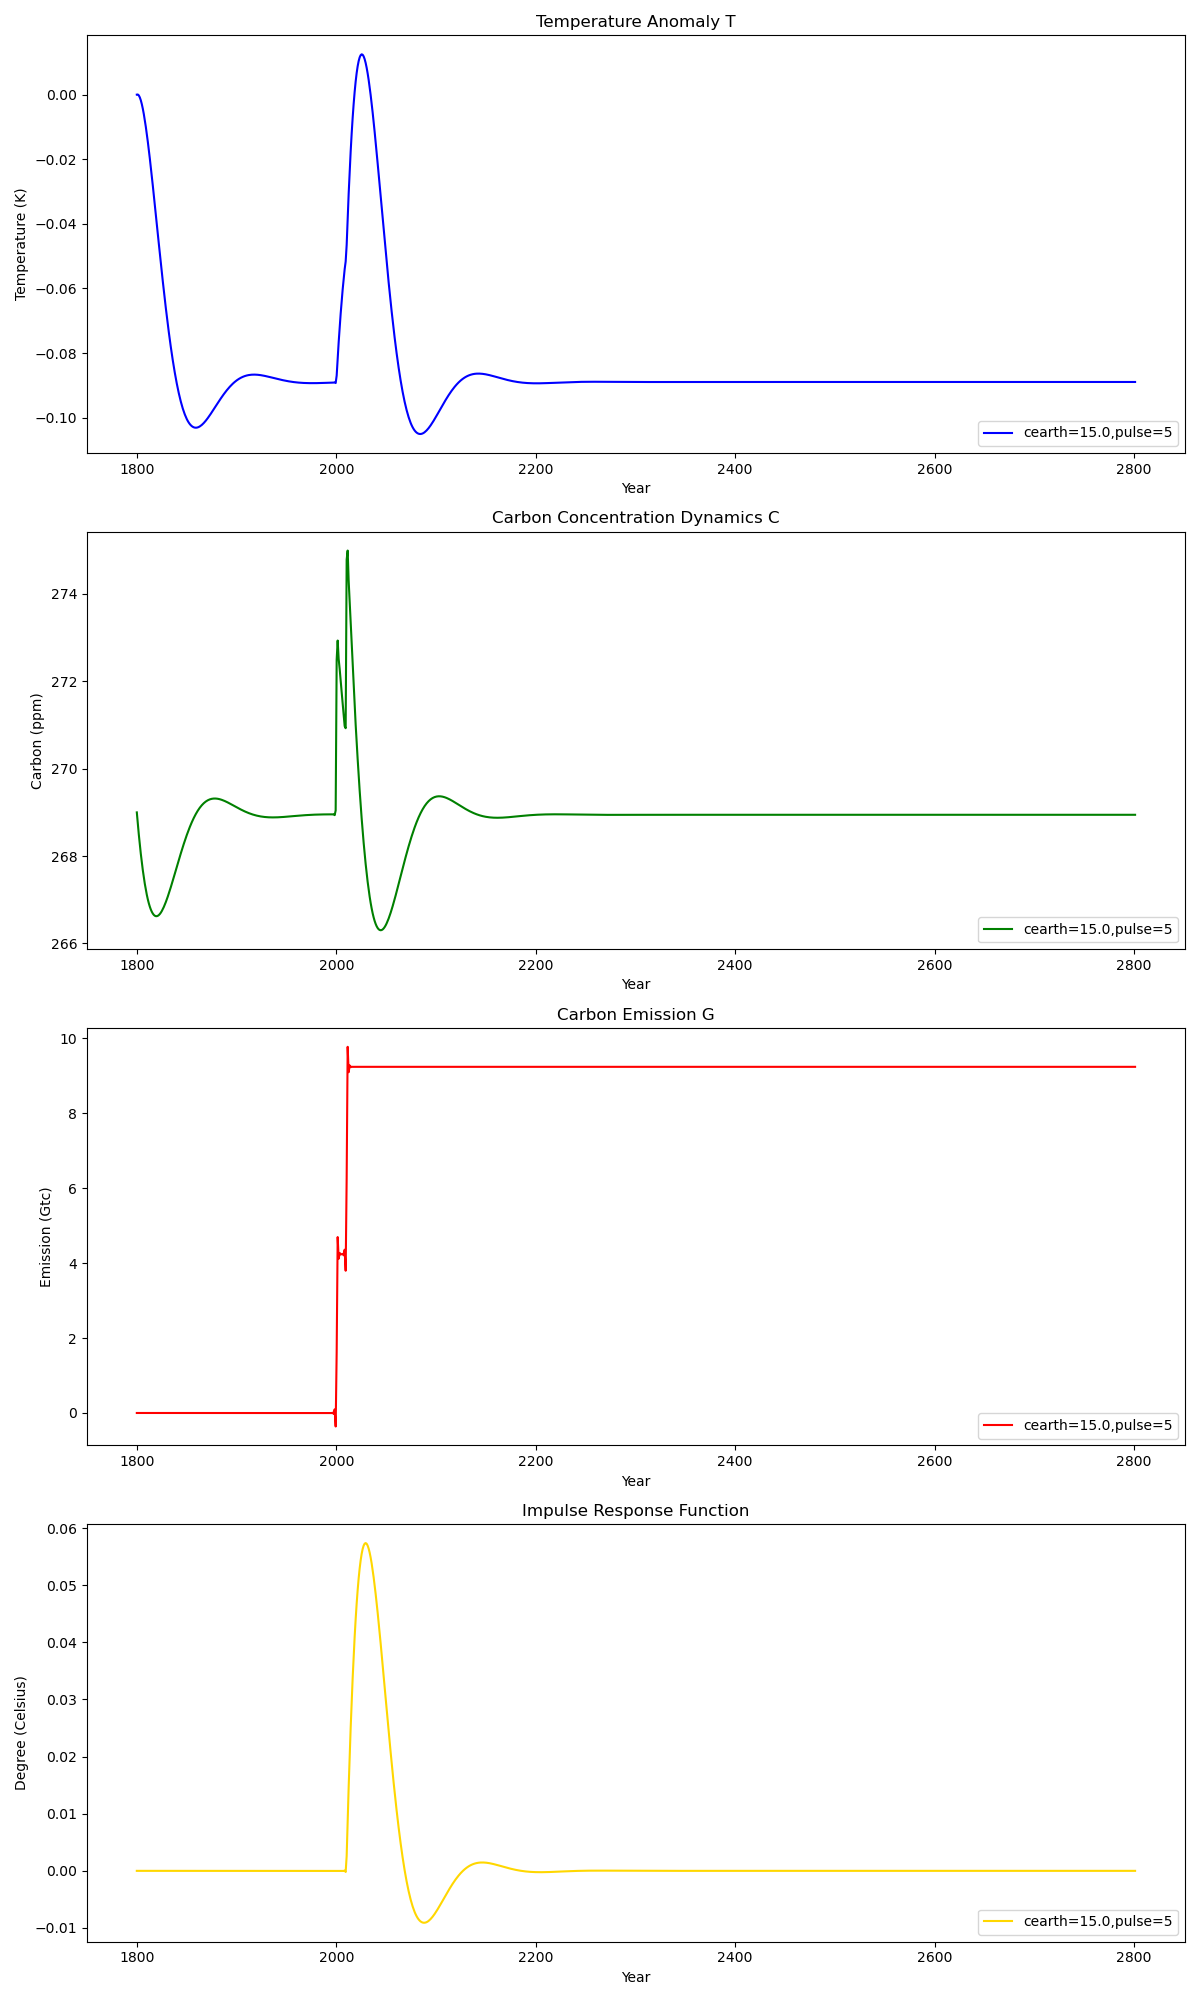 Temperature Anomaly T
Temperature (K)
0.00
−0.02
−0.04
−0.06
−0.08
−0.10
cearth=15.0,pulse=5
1800 2000 2200 2400 2600 2800
Year
Carbon Concentration Dynamics C
Carbon (ppm)
274
272
270
268
266
cearth=15.0,pulse=5
1800 2000 2200 2400 2600 2800
Year
Carbon Emission G
Emission (Gtc)
10
8
6
4
2
0
cearth=15.0,pulse=5
1800 2000 2200 2400 2600 2800
Year
Impulse Response Function
Degree (Celsius)
0.06
0.05
0.04
0.03
0.02
0.01
0.00
−0.01
cearth=15.0,pulse=5
1800 2000 2200 2400 2600 2800
Year